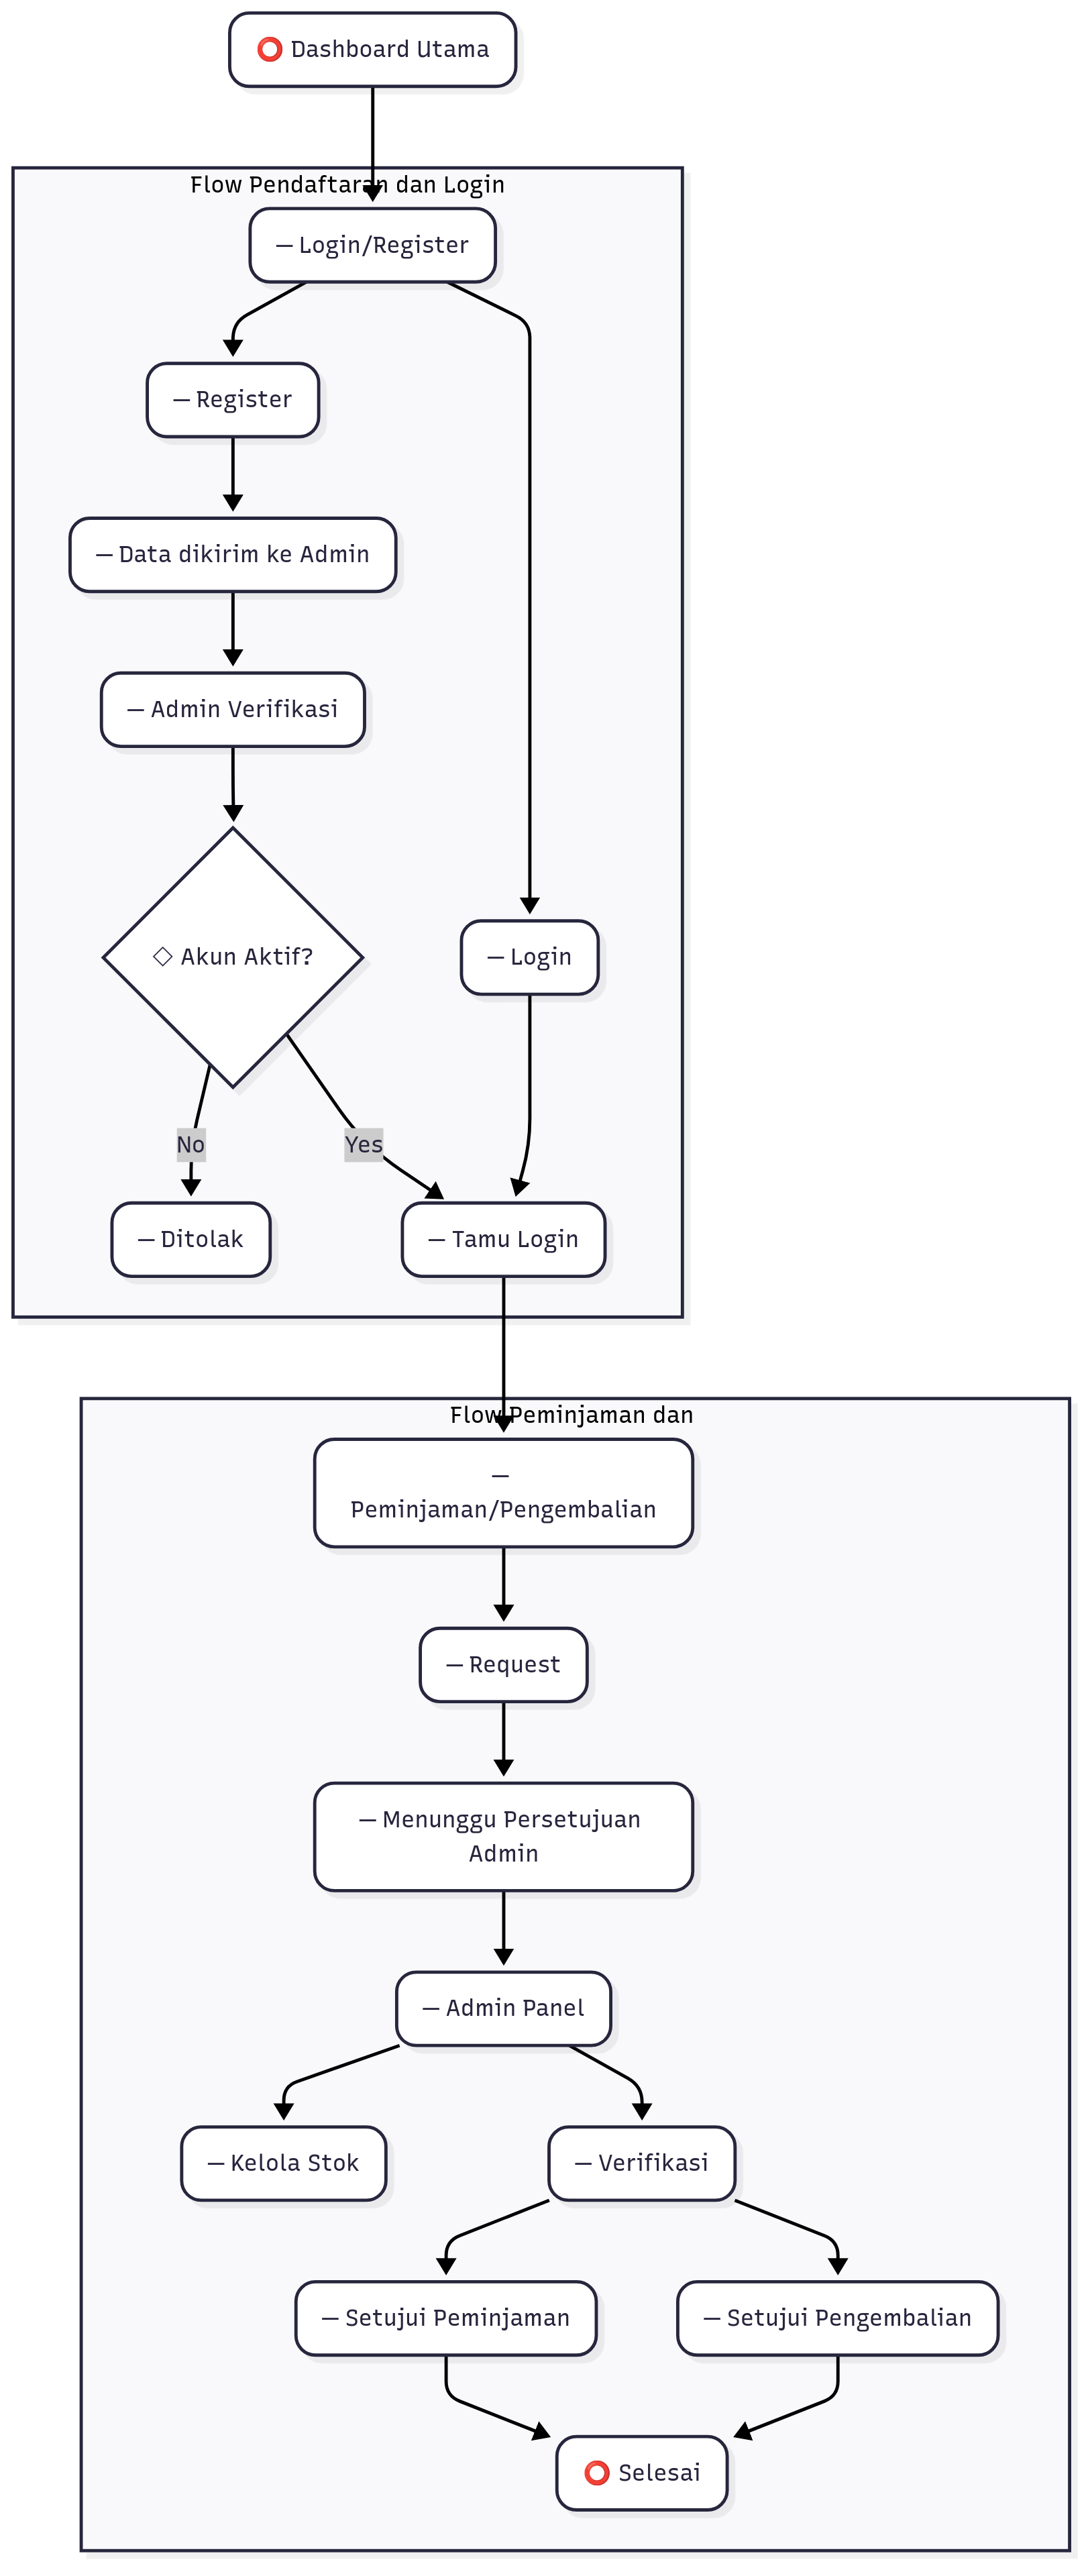 ⭕ Dashboard Utama
Flow Pendaftaran dan Login
— Login/Register
— Register
— Data dikirim ke Admin
— Admin Verifikasi
◇ Akun Aktif?
— Login
No
Yes
— Ditolak
— Tamu Login
Flow Peminjaman dan
—
Peminjaman/Pengembalian
— Request
— Menunggu Persetujuan
Admin
— Admin Panel
— Kelola Stok
— Verifikasi
— Setujui Peminjaman
— Setujui Pengembalian
⭕ Selesai